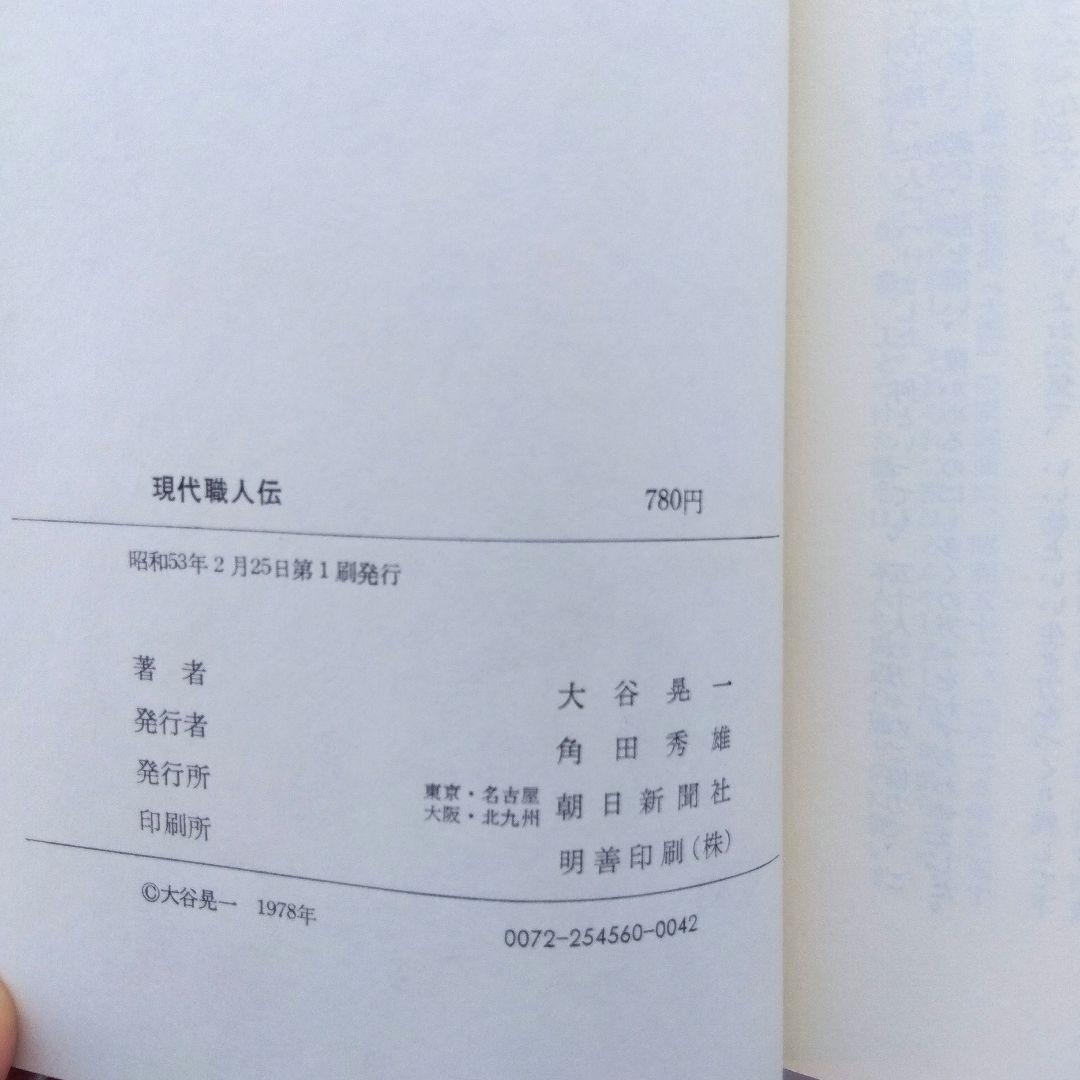 現代職人伝 780円
昭和53年2月25日第1刷発行
著者 大谷晃一
発行者 角田秀雄
発行所 東京・名古屋 大阪・北九州 朝日新聞社
印刷所 明善印刷(株)
©大谷晃一 1978年
0072-254560-0042